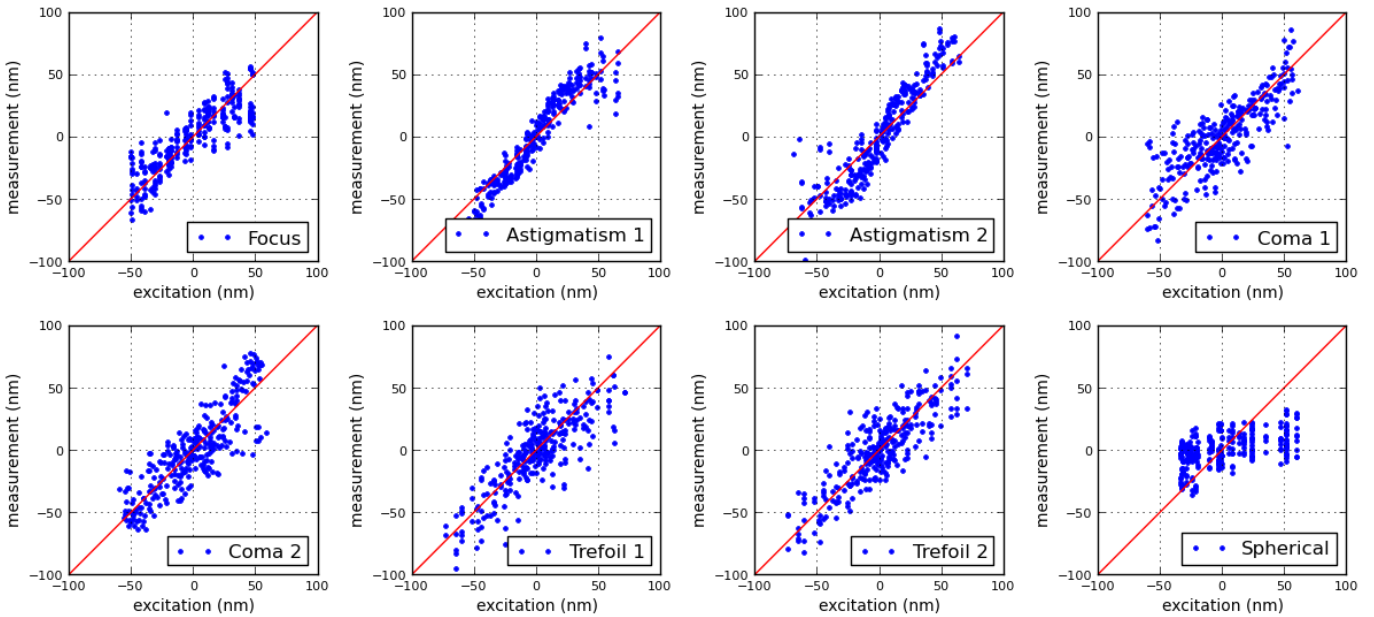 100
50
0
−50
−100
measurement (nm)
Focus
−100 −50 0 50 100
excitation (nm)
100
50
0
−50
−100
measurement (nm)
Astigmatism 1
−100 −50 0 50 100
excitation (nm)
100
50
0
−50
−100
measurement (nm)
Astigmatism 2
−100 −50 0 50 100
excitation (nm)
100
50
0
−50
−100
measurement (nm)
Coma 1
−100 −50 0 50 100
excitation (nm)
100
50
0
−50
−100
measurement (nm)
Coma 2
−100 −50 0 50 100
excitation (nm)
100
50
0
−50
−100
measurement (nm)
Trefoil 1
−100 −50 0 50 100
excitation (nm)
100
50
0
−50
−100
measurement (nm)
Trefoil 2
−100 −50 0 50 100
excitation (nm)
100
50
0
−50
−100
measurement (nm)
Spherical
−100 −50 0 50 100
excitation (nm)